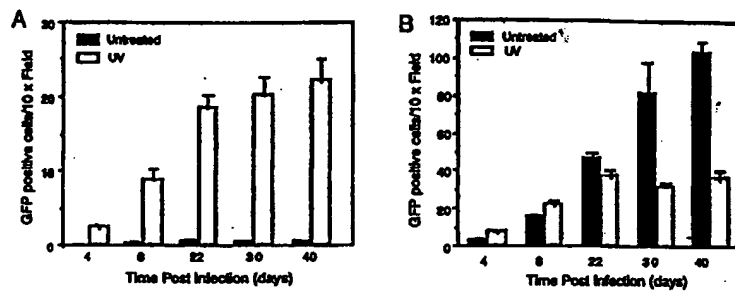 A
Untreated
UV
GFP positive cells/10 x Field
30
20
10
0
4
8
22
30
40
Time Post Infection (days)
B
Untreated
UV
GFP positive cells/10 x Field
120
100
80
60
40
20
0
4
8
22
30
40
Time Post Infection (days)